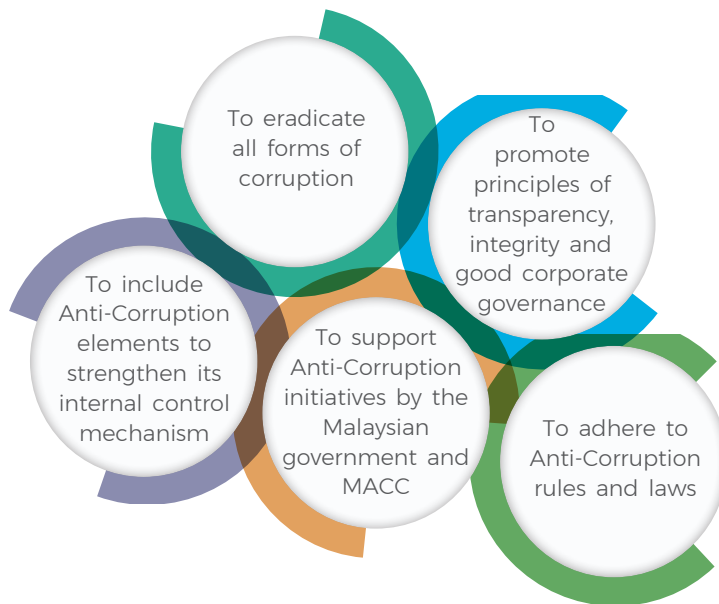 To eradicate
all forms of
corruption
To
promote
principles of
transparency,
integrity and
good corporate
governance
To include
Anti-Corruption
elements to
strengthen its
internal control
mechanism
To support
Anti-Corruption
initiatives by the
Malaysian
government and
MACC
To adhere to
Anti-Corruption
rules and laws